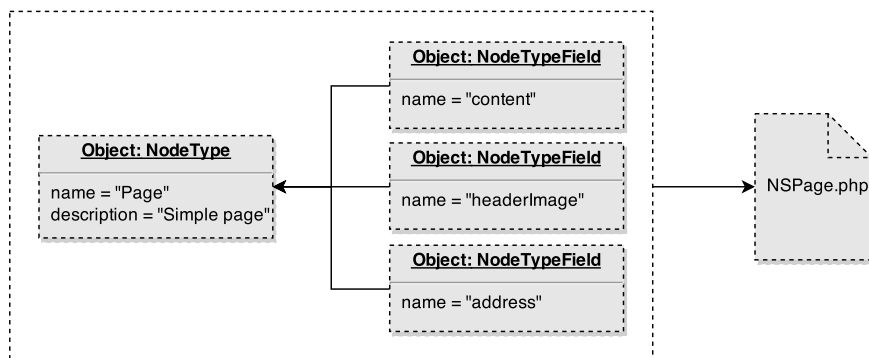 Object: NodeTypeField
name = "content"
Object: NodeType
name = "Page"
description = "Simple page"
Object: NodeTypeField
name = "headerImage"
Object: NodeTypeField
name = "address"
NSPage.php